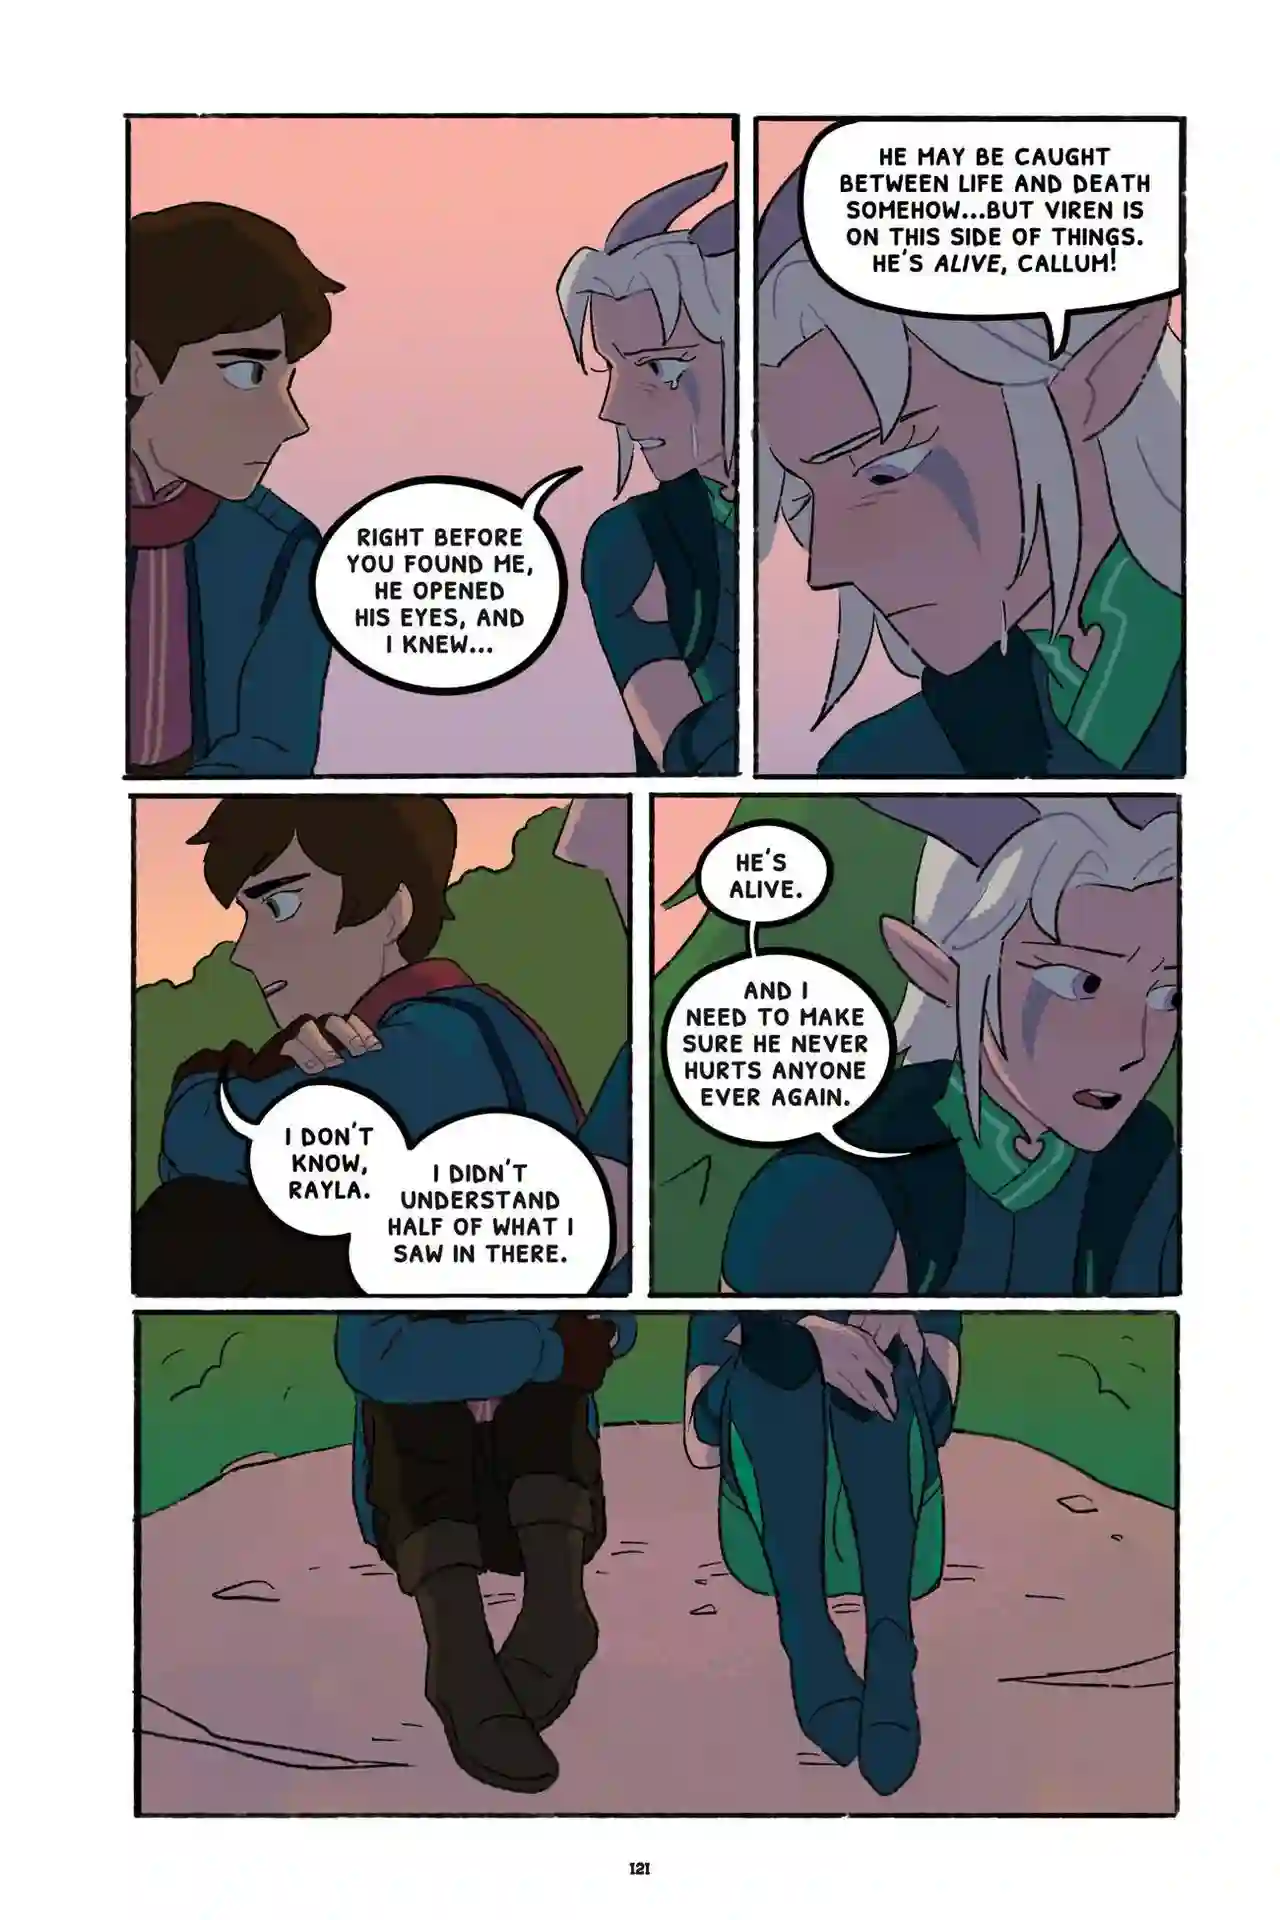 RIGHT BEFORE
YOU FOUND ME,
HE OPENED
HIS EYES, AND
I KNEW...
HE MAY BE CAUGHT
BETWEEN LIFE AND DEATH
SOMEHOW...BUT VIREN IS
ON THIS SIDE OF THINGS.
HE'S ALIVE, CALLUM!
I DON'T
KNOW,
RAYLA.
I DIDN'T
UNDERSTAND
HALF OF WHAT I
SAW IN THERE.
HE'S
ALIVE.
AND I
NEED TO MAKE
SURE HE NEVER
HURTS ANYONE
EVER AGAIN.
121